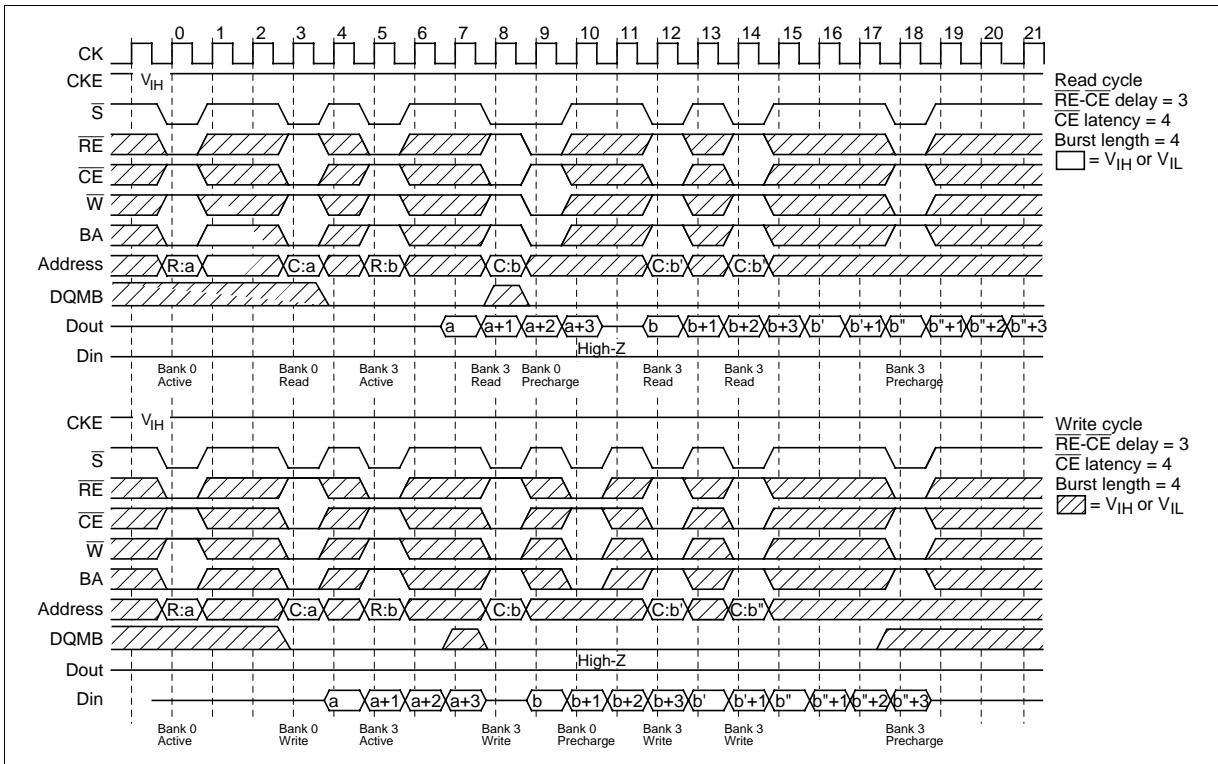 0 1 2 3 4 5 6 7 8 9 10 11 12 13 14 15 16 17 18 19 20 21
CK
CKE VIH
S
RE
CE
W
BA
Address R:a C:a R:b C:b C:b' C:b"
DQMB
Dout a a+1 a+2 a+3 b b+1 b+2 b+3 b' b'+1 b" b"+1 b"+2 b"+3
High-Z
Din
Bank 0 Active
Bank 0 Read
Bank 3 Active
Bank 3 Read
Bank 0 Precharge
Bank 3 Read
Bank 3 Read
Bank 3 Precharge
Read cycle
RE-CE delay = 3
CE latency = 4
Burst length = 4
= VIH or VIL
CKE VIH
S
RE
CE
W
BA
Address R:a C:a R:b C:b C:b' C:b"
DQMB
High-Z
Dout
Din a a+1 a+2 a+3 b b+1 b+2 b+3 b' b'+1 b" b"+1 b"+2 b"+3
Bank 0 Active
Bank 0 Write
Bank 3 Active
Bank 3 Write
Bank 0 Precharge
Bank 3 Write
Bank 3 Write
Bank 3 Precharge
Write cycle
RE-CE delay = 3
CE latency = 4
Burst length = 4
= VIH or VIL